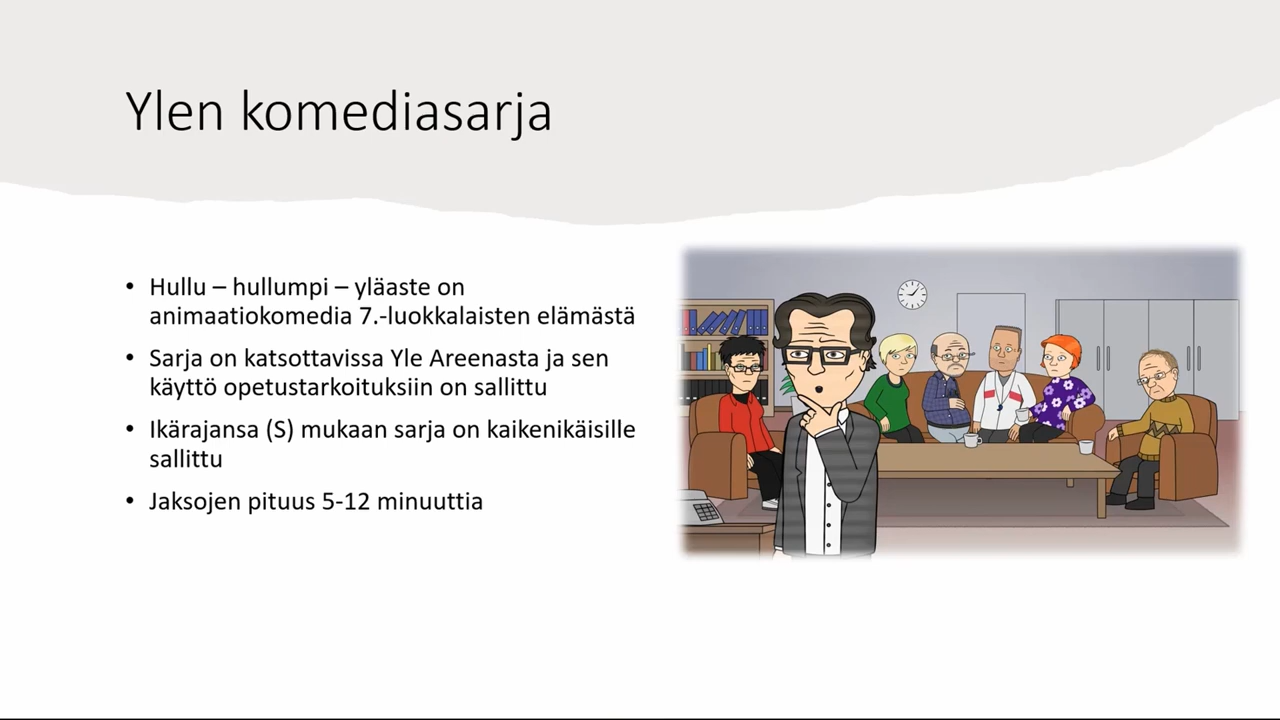 Ylen komediasarja
• Hullu – hullumpi – yläaste on
animaatiokomedia 7.-luokkalaisten elämästä
• Sarja on katsottavissa Yle Areenasta ja sen
käyttö opetustarkoituksiin on sallittu
• Ikärajansa (S) mukaan sarja on kaikenikäisille
sallittu
• Jaksojen pituus 5-12 minuuttia